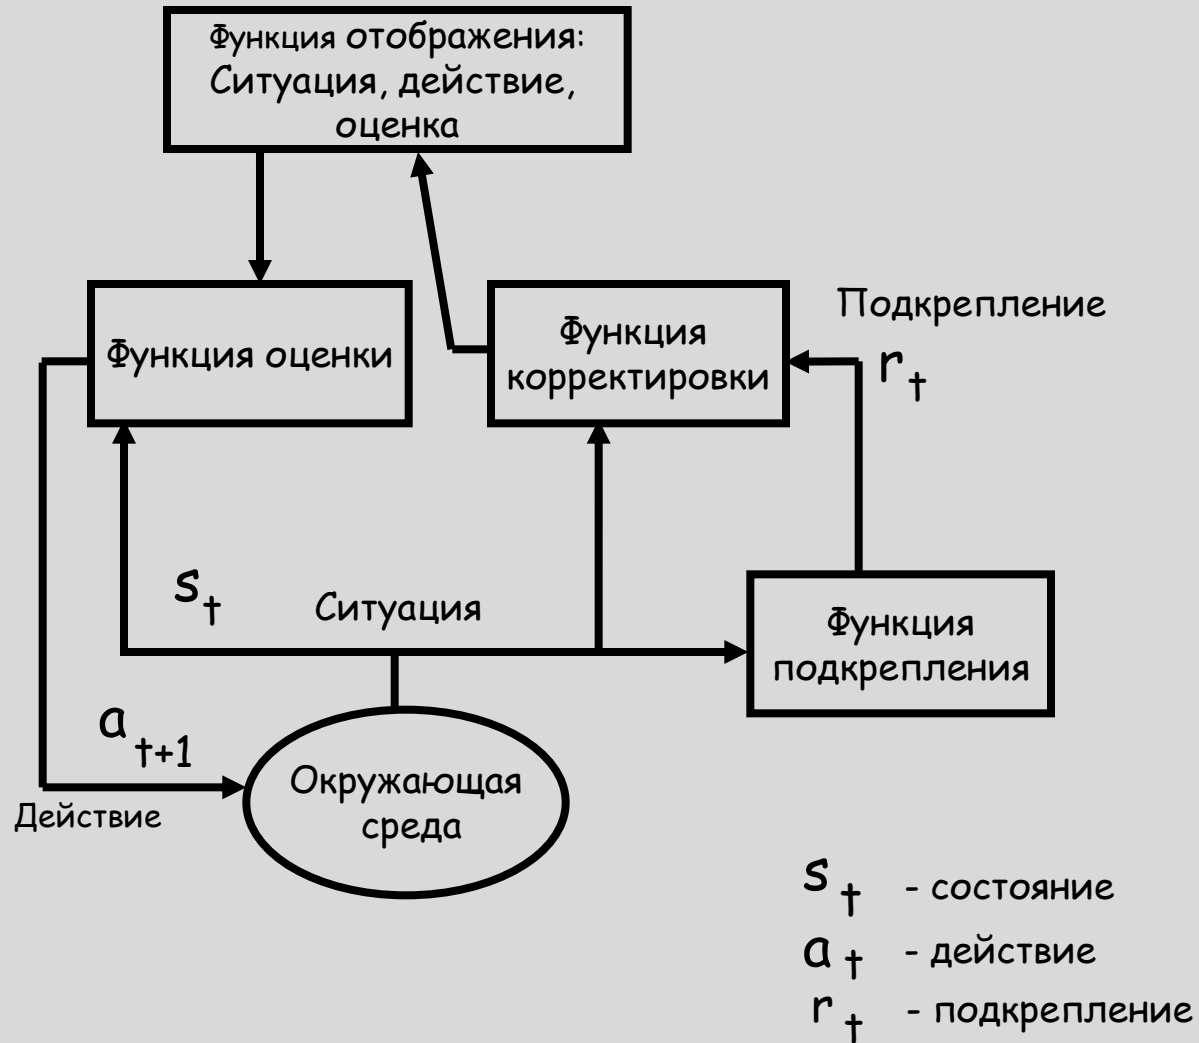 Функция отображения:
Ситуация, действие,
оценка
Функция оценки
Функция
корректировки
Подкрепление
r t
s t
Ситуация
Функция
подкрепления
a t+1
Действие
Окружающая
среда
s t - состояние
a t - действие
r t - подкрепление